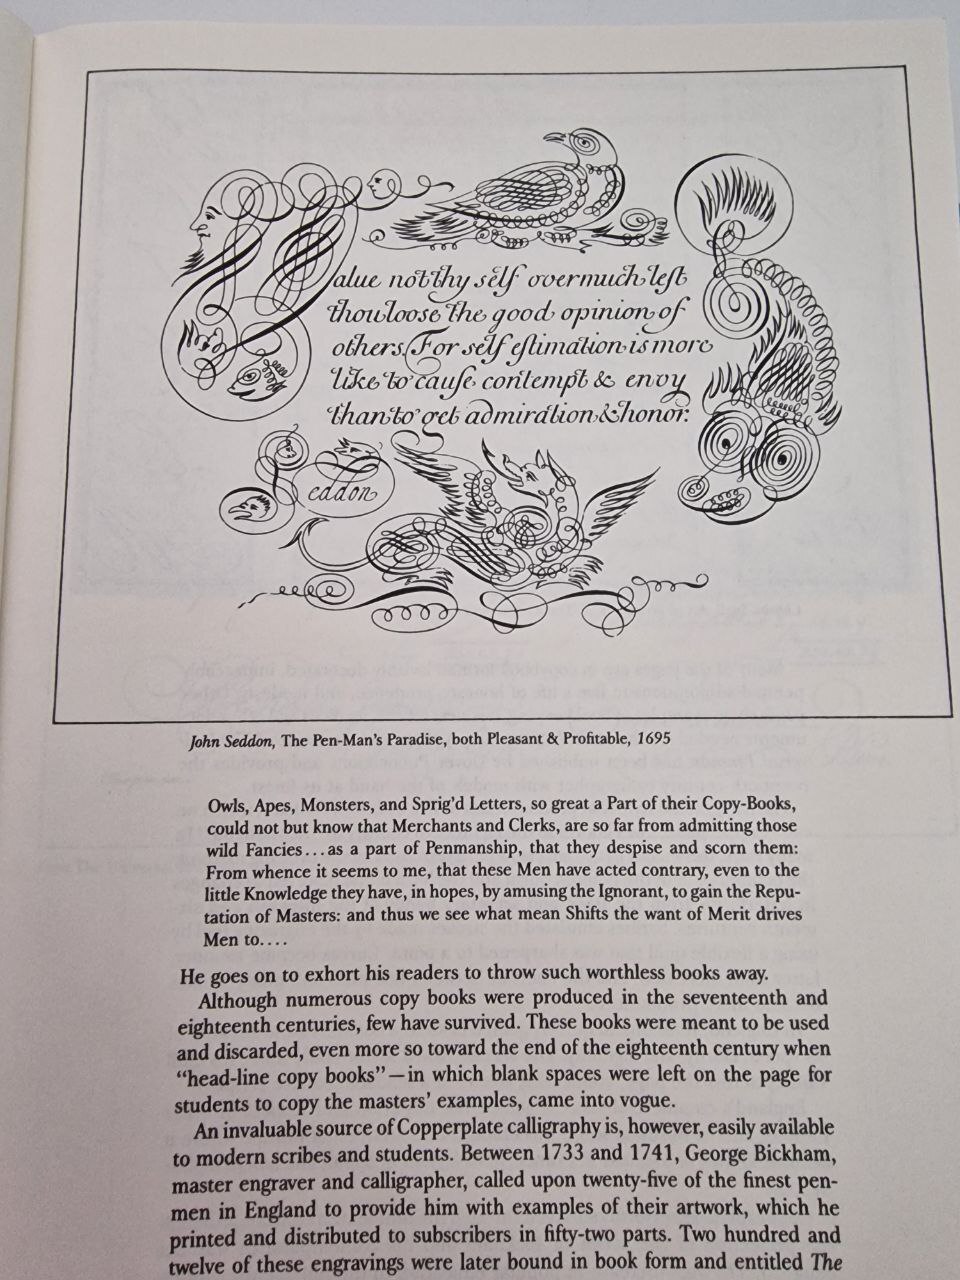 Value not thy self overmuch lest
thou loose the good opinion of
others. For self estimation is more
like to cause contempt & envy
than to get admiration & honor.
Seddon
John Seddon, The Pen-Man's Paradise, both Pleasant & Profitable, 1695
Owls, Apes, Monsters, and Sprig'd Letters, so great a Part of their Copy-Books,
could not but know that Merchants and Clerks, are so far from admitting those
wild Fancies...as a part of Penmanship, that they despise and scorn them:
From whence it seems to me, that these Men have acted contrary, even to the
little Knowledge they have, in hopes, by amusing the Ignorant, to gain the Repu-
tation of Masters: and thus we see what mean Shifts the want of Merit drives
Men to....
He goes on to exhort his readers to throw such worthless books away.
Although numerous copy books were produced in the seventeenth and
eighteenth centuries, few have survived. These books were meant to be used
and discarded, even more so toward the end of the eighteenth century when
“head-line copy books”—in which blank spaces were left on the page for
students to copy the masters' examples, came into vogue.
An invaluable source of Copperplate calligraphy is, however, easily available
to modern scribes and students. Between 1733 and 1741, George Bickham,
master engraver and calligrapher, called upon twenty-five of the finest pen-
men in England to provide him with examples of their artwork, which he
printed and distributed to subscribers in fifty-two parts. Two hundred and
twelve of these engravings were later bound in book form and entitled The